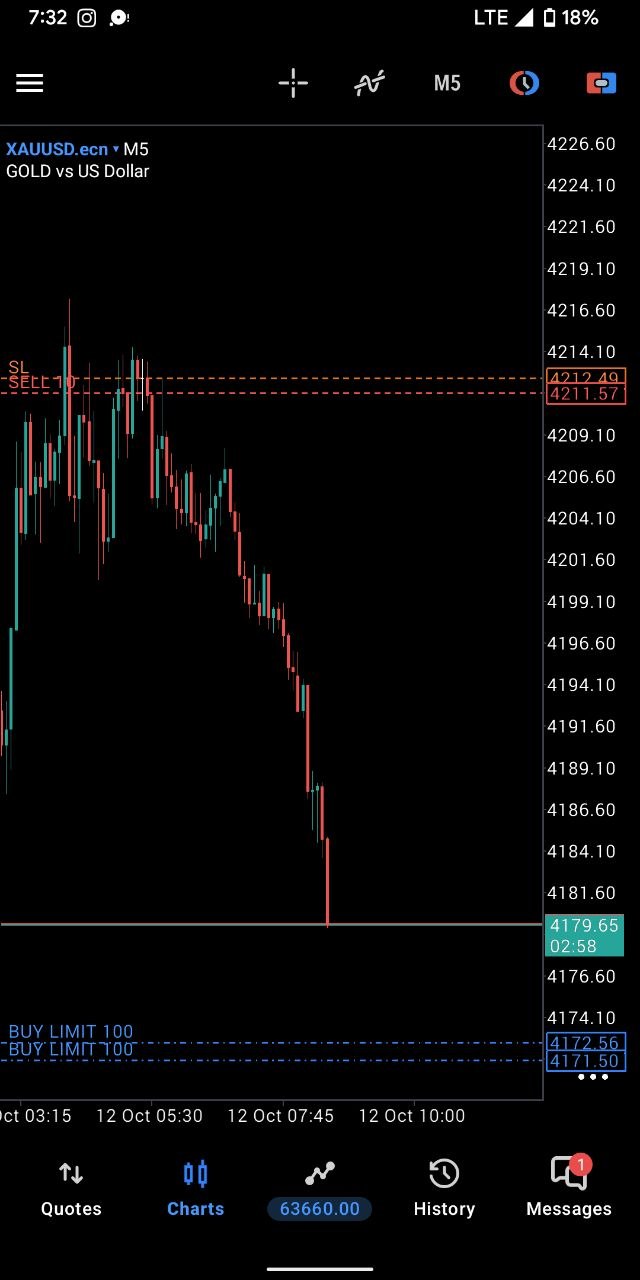 7:32
LTE 18%
M5
XAUUSD.ecn M5
GOLD vs US Dollar
4226.60
4224.10
4221.60
4219.10
4216.60
4214.10
SL
4212.49
SELL 10
4211.57
4209.10
4206.60
4204.10
4201.60
4199.10
4196.60
4194.10
4191.60
4189.10
4186.60
4184.10
4181.60
4179.65
02:58
4176.60
4174.10
BUY LIMIT 100
4172.56
BUY LIMIT 100
4171.50
Oct 03:15 12 Oct 05:30 12 Oct 07:45 12 Oct 10:00
1
Quotes Charts 63660.00 History Messages